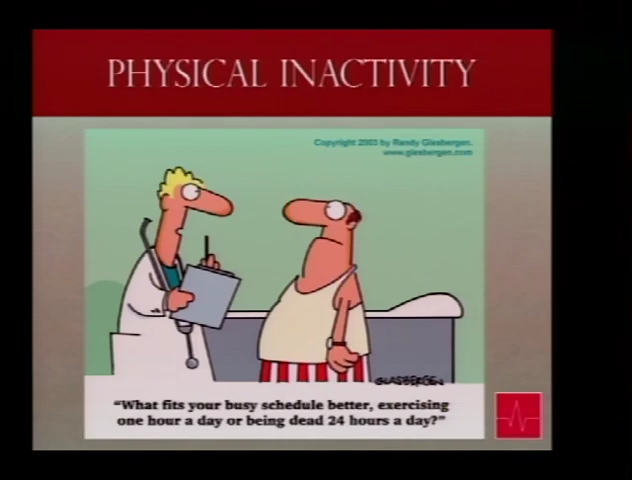 PHYSICAL INACTIVITY
Copyright 2003 by Randy Glasbergen.
www.glasbergen.com
GLASBERGEN
“What fits your busy schedule better, exercising
one hour a day or being dead 24 hours a day?”